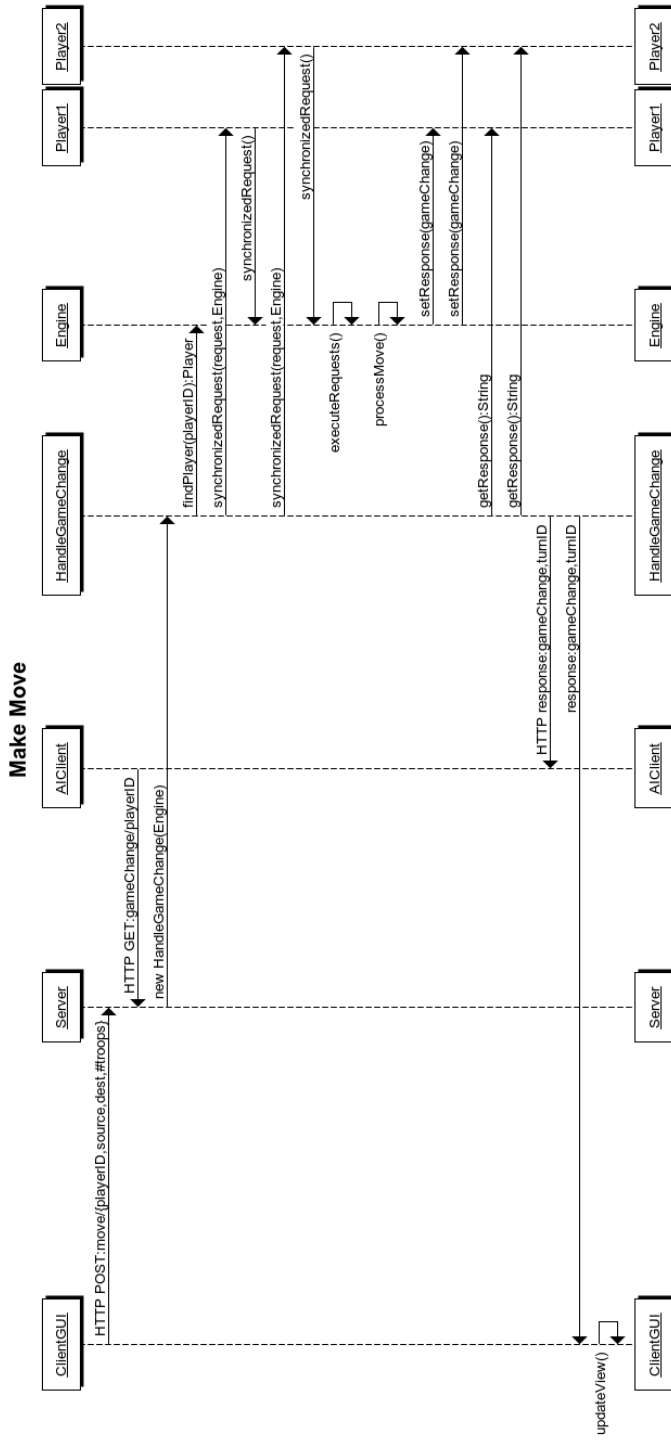 Make Move
ClientGUI
Server
AIClient
HandleGameChange
Engine
Player1
Player2
HTTP POST:move/{playerID,source,dest,#troops}
HTTP GET:gameChange/playerID
new HandleGameChange(Engine)
findPlayer(playerID):Player
synchronizedRequest(request,Engine)
synchronizedRequest()
synchronizedRequest(request,Engine)
synchronizedRequest()
executeRequests()
processMove()
setResponse(gameChange)
setResponse(gameChange)
getResponse():String
getResponse():String
HTTP response:gameChange,turnID
response:gameChange,turnID
updateView()
ClientGUI
Server
AIClient
HandleGameChange
Engine
Player1
Player2